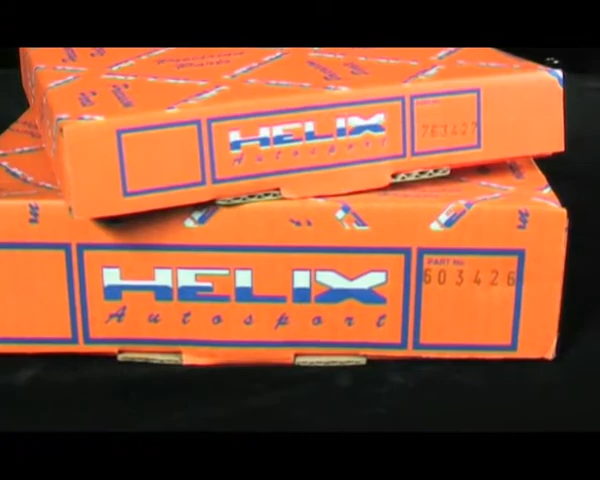 HELIX
Autosport
763427
HELIX
Autosport
PART No
603426